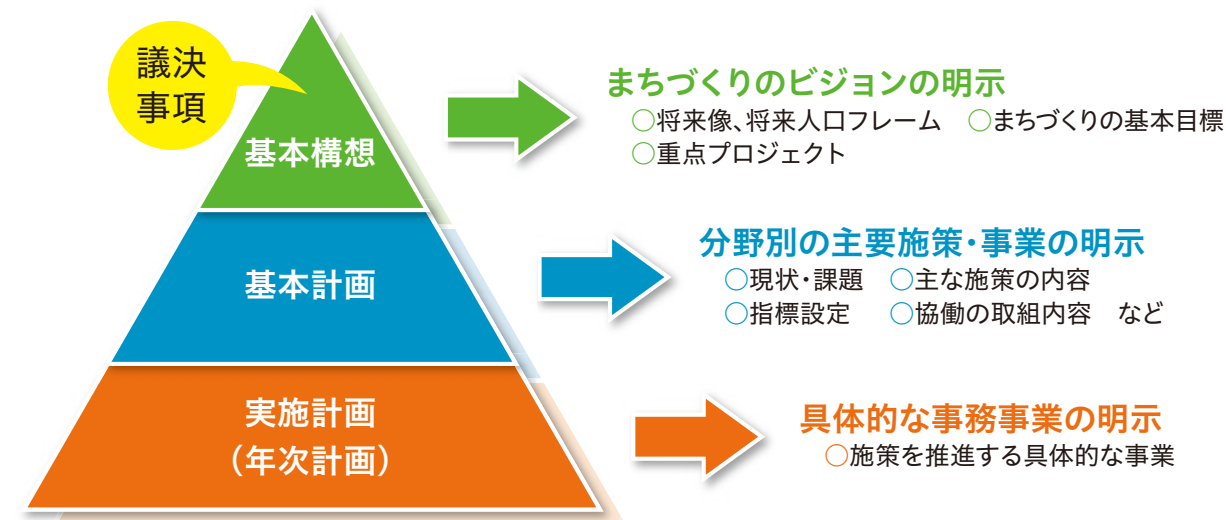 議決
事項
基本構想
まちづくりのビジョンの明示
○将来像、将来人口フレーム　○まちづくりの基本目標
○重点プロジェクト
基本計画
分野別の主要施策・事業の明示
○現状・課題　○主な施策の内容
○指標設定　○協働の取組内容　など
実施計画
（年次計画）
具体的な事務事業の明示
○施策を推進する具体的な事業